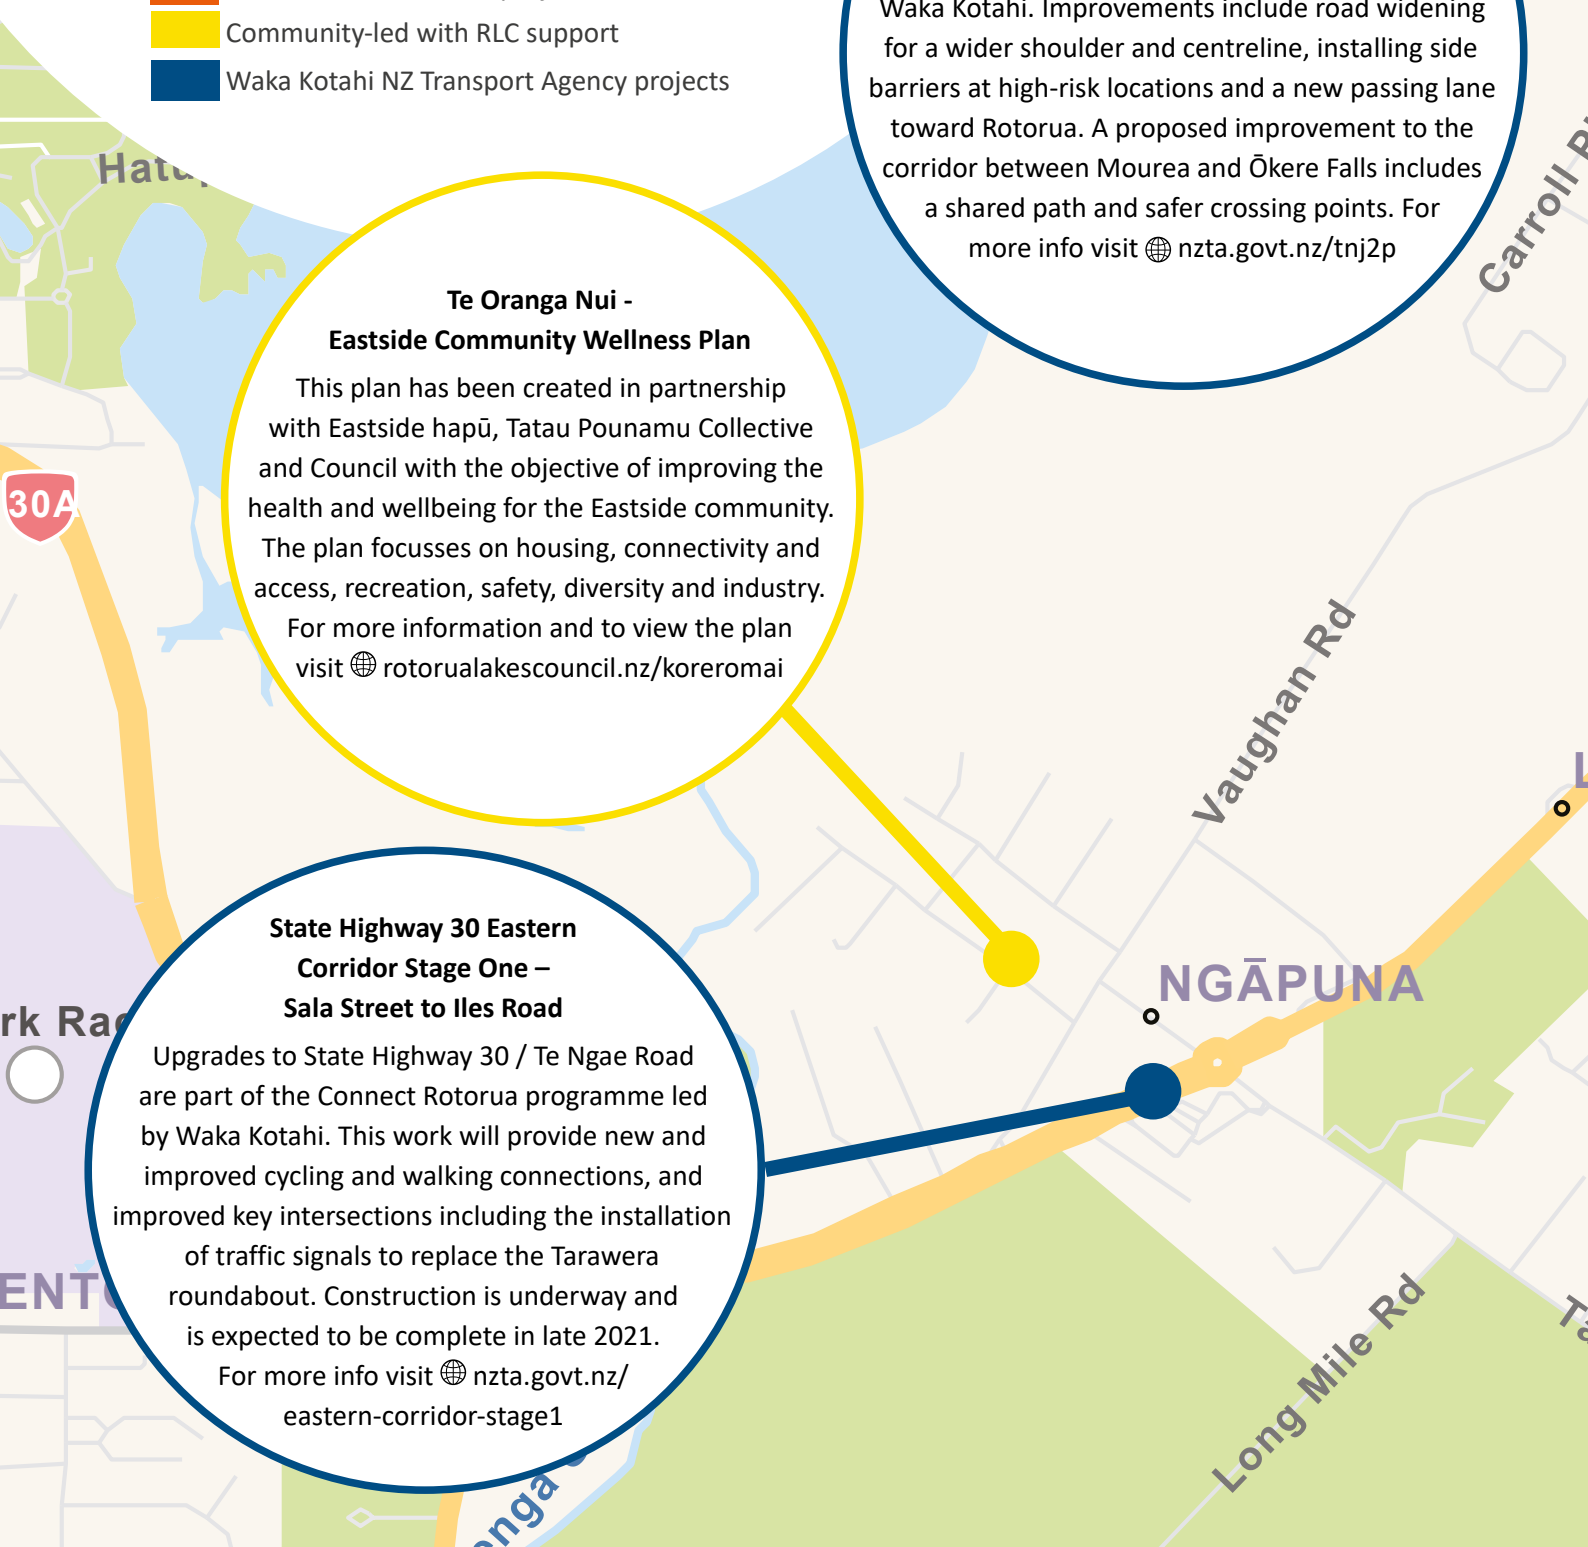 Community-led with RLC support
Waka Kotahi NZ Transport Agency projects
Waka Kotahi. Improvements include road widening
for a wider shoulder and centreline, installing side
barriers at high-risk locations and a new passing lane
toward Rotorua. A proposed improvement to the
corridor between Mourea and Ōkere Falls includes
a shared path and safer crossing points. For
more info visit nzta.govt.nz/tnj2p
Carroll
Te Oranga Nui -
Eastside Community Wellness Plan
This plan has been created in partnership
with Eastside hapū, Tatau Pounamu Collective
and Council with the objective of improving the
health and wellbeing for the Eastside community.
The plan focusses on housing, connectivity and
access, recreation, safety, diversity and industry.
For more information and to view the plan
visit rotorualakescouncil.nz/koreromai
30A
Vaughan Rd
NGĀPUNA
State Highway 30 Eastern
Corridor Stage One –
Sala Street to Iles Road
Upgrades to State Highway 30 / Te Ngae Road
are part of the Connect Rotorua programme led
by Waka Kotahi. This work will provide new and
improved cycling and walking connections, and
improved key intersections including the installation
of traffic signals to replace the Tarawera
roundabout. Construction is underway and
is expected to be complete in late 2021.
For more info visit nzta.govt.nz/
eastern-corridor-stage1
Long Mile Rd